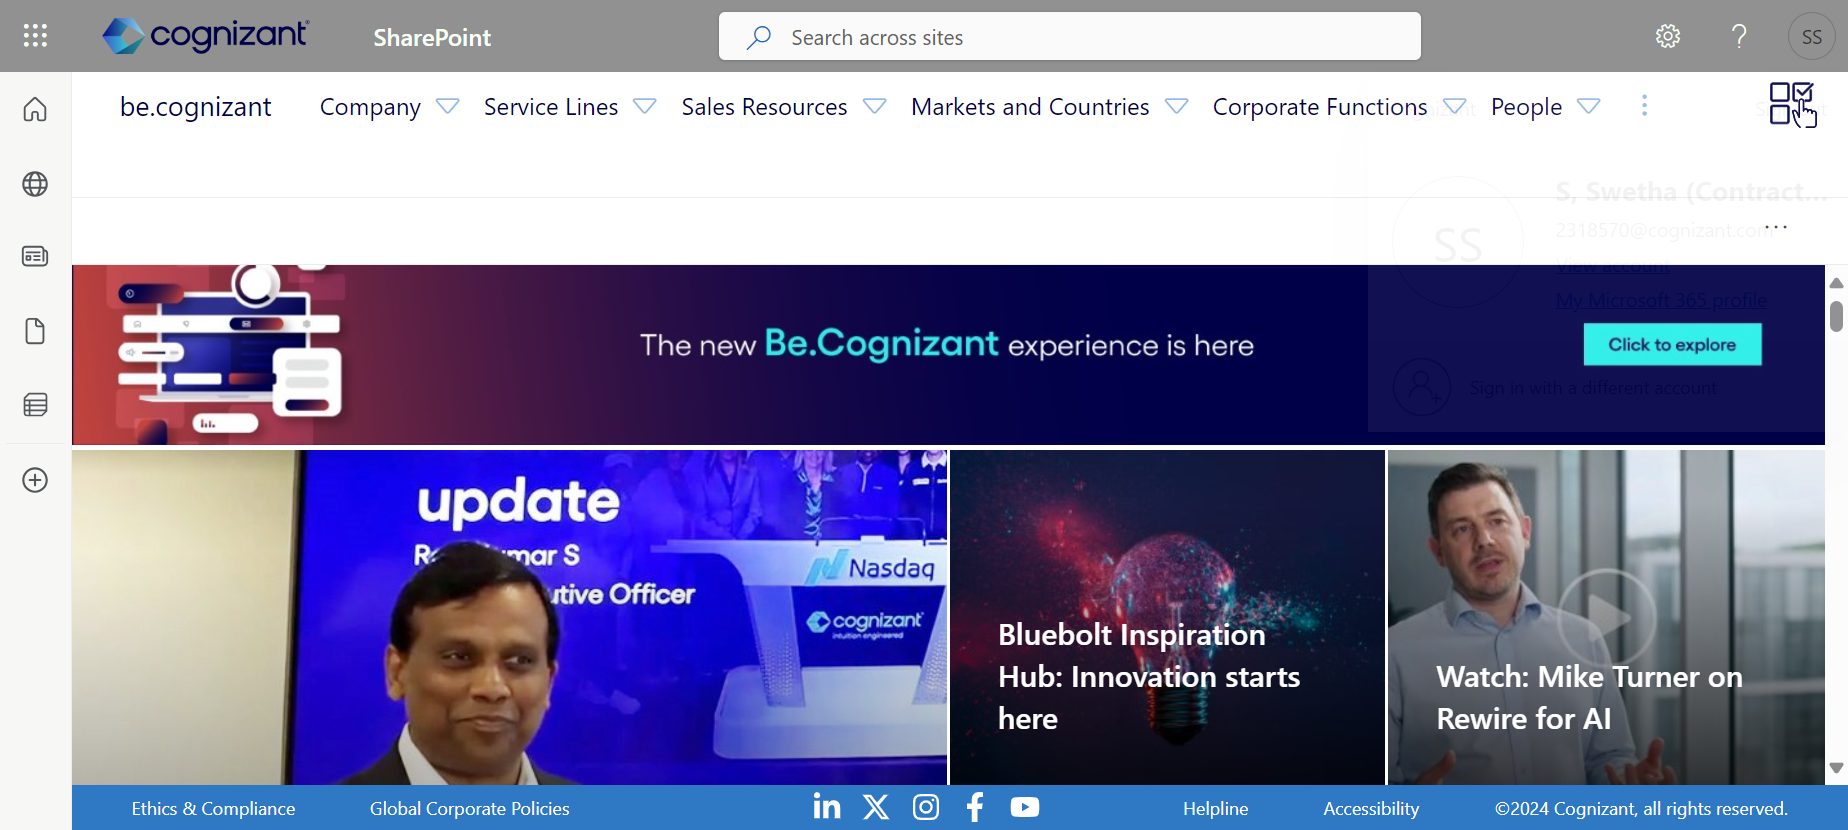 cognizant
SharePoint
Search across sites
SS
be.cognizant
Company
Service Lines
Sales Resources
Markets and Countries
Corporate Functions
People
S, Swetha (Contract...
SS
2318570@cognizant.com
View account
My Microsoft 365 profile
Sign in with a different account
The new Be.Cognizant experience is here
Click to explore
update
mar S
utive Officer
Nasdaq
cognizant
intuition engineered
Bluebolt Inspiration
Hub: Innovation starts
here
Watch: Mike Turner on
Rewire for AI
Ethics & Compliance
Global Corporate Policies
Helpline
Accessibility
©2024 Cognizant, all rights reserved.